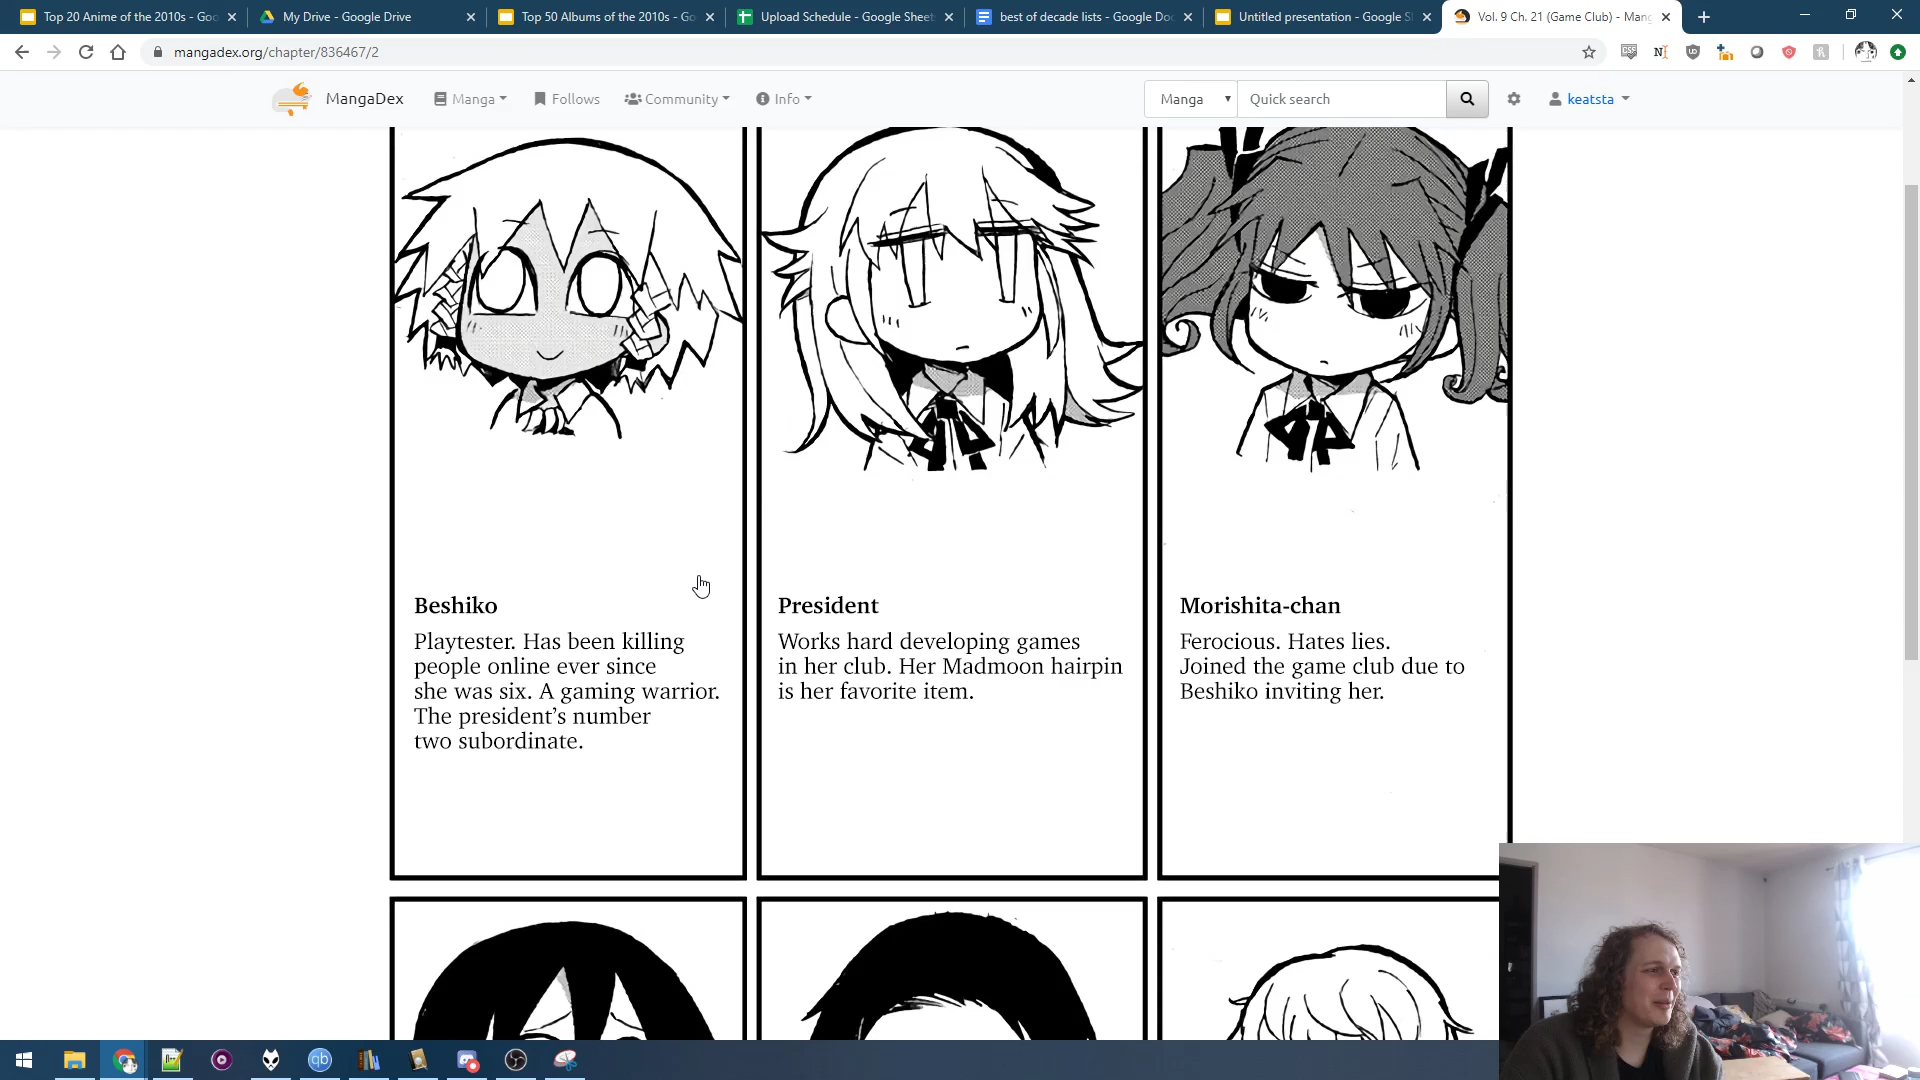 Top 20 Anime of the 2010s - Goo
My Drive - Google Drive
Top 50 Albums of the 2010s - Go
Upload Schedule - Google Sheets
best of decade lists - Google Doc
Untitled presentation - Google Sl
Vol. 9 Ch. 21 (Game Club) - Mang
mangadex.org/chapter/836467/2
MangaDex
Manga
Follows
Community
Info
Manga
Quick search
keatsta
Beshiko
Playtester. Has been killing
people online ever since
she was six. A gaming warrior.
The president's number
two subordinate.
President
Works hard developing games
in her club. Her Madmoon hairpin
is her favorite item.
Morishita-chan
Ferocious. Hates lies.
Joined the game club due to
Beshiko inviting her.